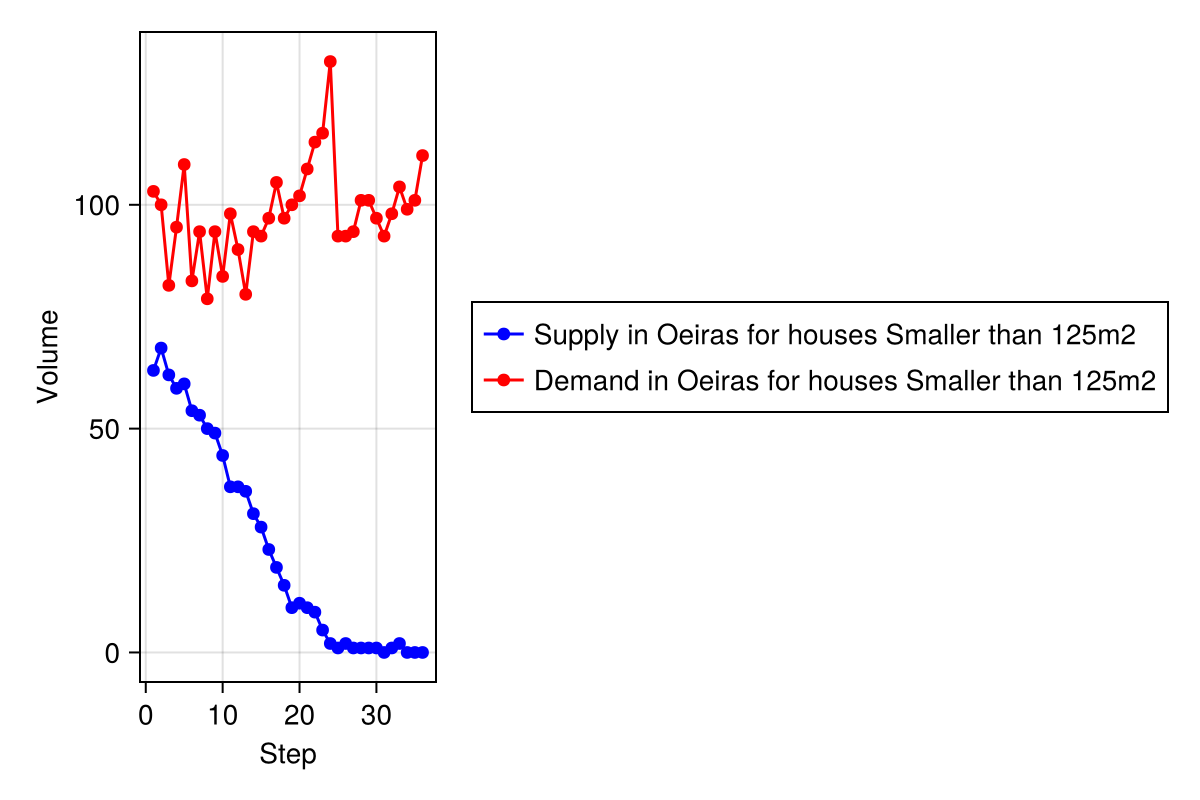 100
50
0
Volume
0 10 20 30
Step
Supply in Oeiras for houses Smaller than 125m2
Demand in Oeiras for houses Smaller than 125m2